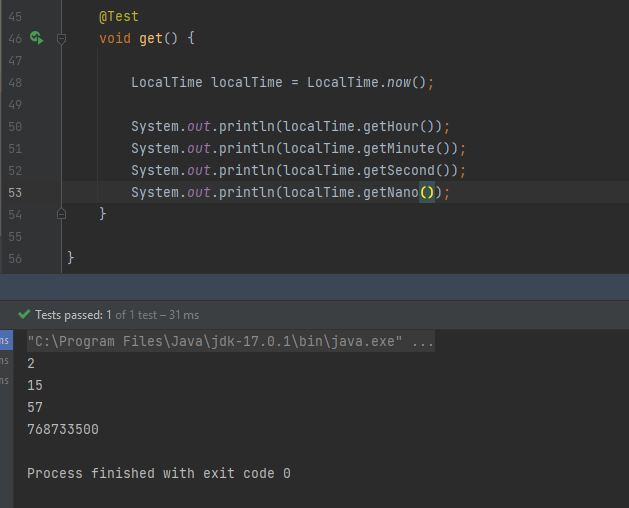 45 @Test
46 void get() {
47
48 LocalTime localTime = LocalTime.now();
49
50 System.out.println(localTime.getHour());
51 System.out.println(localTime.getMinute());
52 System.out.println(localTime.getSecond());
53 System.out.println(localTime.getNano());
54 }
55
56 }
Tests passed: 1 of 1 test – 31 ms
ms "C:\Program Files\Java\jdk-17.0.1\bin\java.exe" ...
ms 2
ms 15
57
768733500
Process finished with exit code 0